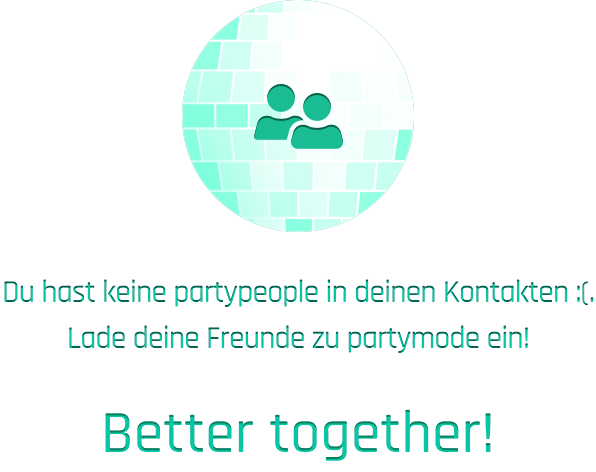 Du hast keine partypeople in deinen Kontakten :(.
Lade deine Freunde zu partymode ein!
Better together!